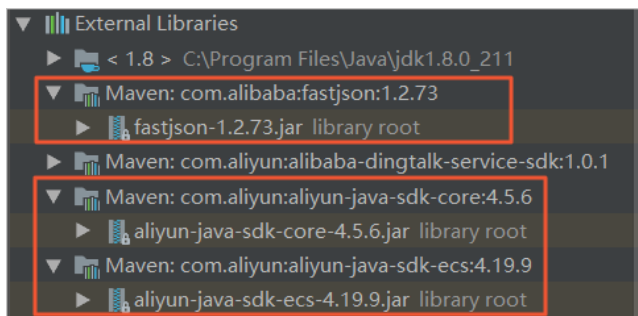 External Libraries
< 1.8 > C:\Program Files\Java\jdk1.8.0_211
Maven: com.alibaba:fastjson:1.2.73
fastjson-1.2.73.jar library root
Maven: com.aliyun:alibaba-dingtalk-service-sdk:1.0.1
Maven: com.aliyun:aliyun-java-sdk-core:4.5.6
aliyun-java-sdk-core-4.5.6.jar library root
Maven: com.aliyun:aliyun-java-sdk-ecs:4.19.9
aliyun-java-sdk-ecs-4.19.9.jar library root